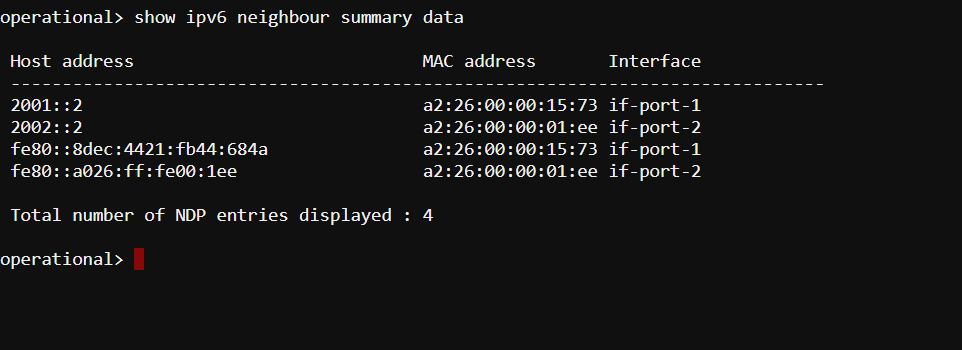 operational> show ipv6 neighbour summary data
Host address MAC address Interface
--------------------------------------------------------------------------------
2001::2 a2:26:00:00:15:73 if-port-1
2002::2 a2:26:00:00:01:ee if-port-2
fe80::8dec:4421:fb44:684a a2:26:00:00:15:73 if-port-1
fe80::a026:ff:fe00:1ee a2:26:00:00:01:ee if-port-2
Total number of NDP entries displayed : 4
operational>